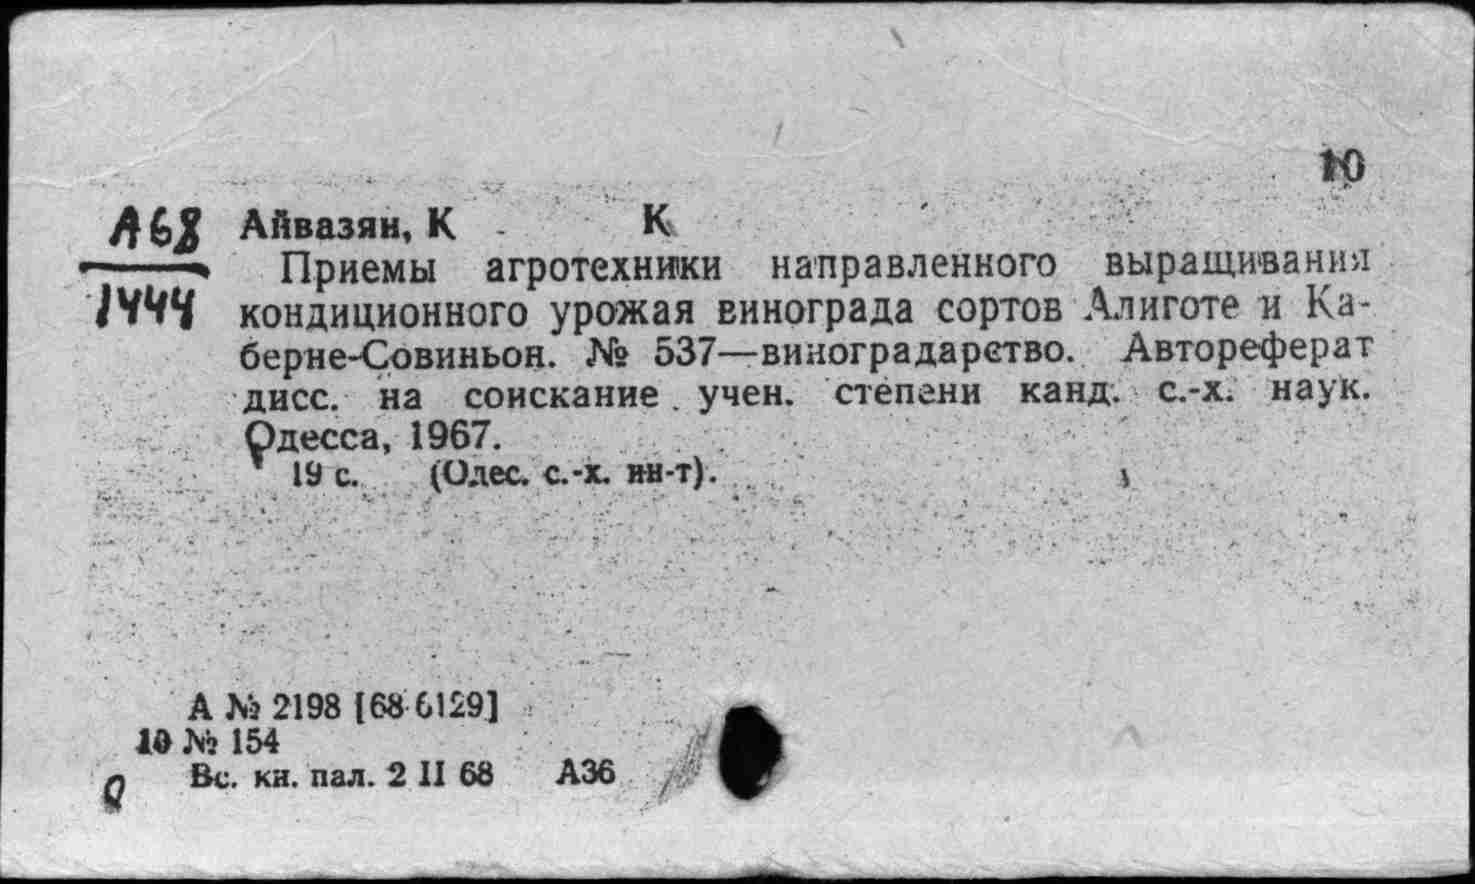 10
А68 Айвазян, К К
Приемы агротехники направленного выращивания
1444 кондиционного урожая винограда сортов Алиготе и Ка-
берне-Совиньон. № 537—виноградарство. Автореферат
дисс. на соискание учен. степени канд. с.-х. наук.
Одесса, 1967.
19 с. (Одес. с.-х. ин-т).
А № 2198 [68-6129]
10 № 154
Вс. кн. пал. 2 II 68 А36